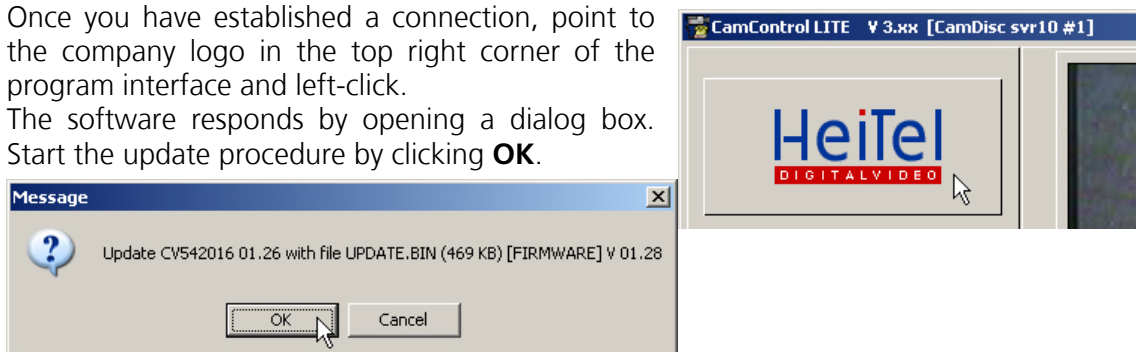 Once you have established a connection, point to
the company logo in the top right corner of the
program interface and left-click.
The software responds by opening a dialog box.
Start the update procedure by clicking OK.
CamControl LITE V 3.xx [CamDisc svr10 #1]
HeiTel
DIGITALVIDEO
Message
Update CV542016 01.26 with file UPDATE.BIN (469 KB) [FIRMWARE] V 01.28
OK Cancel